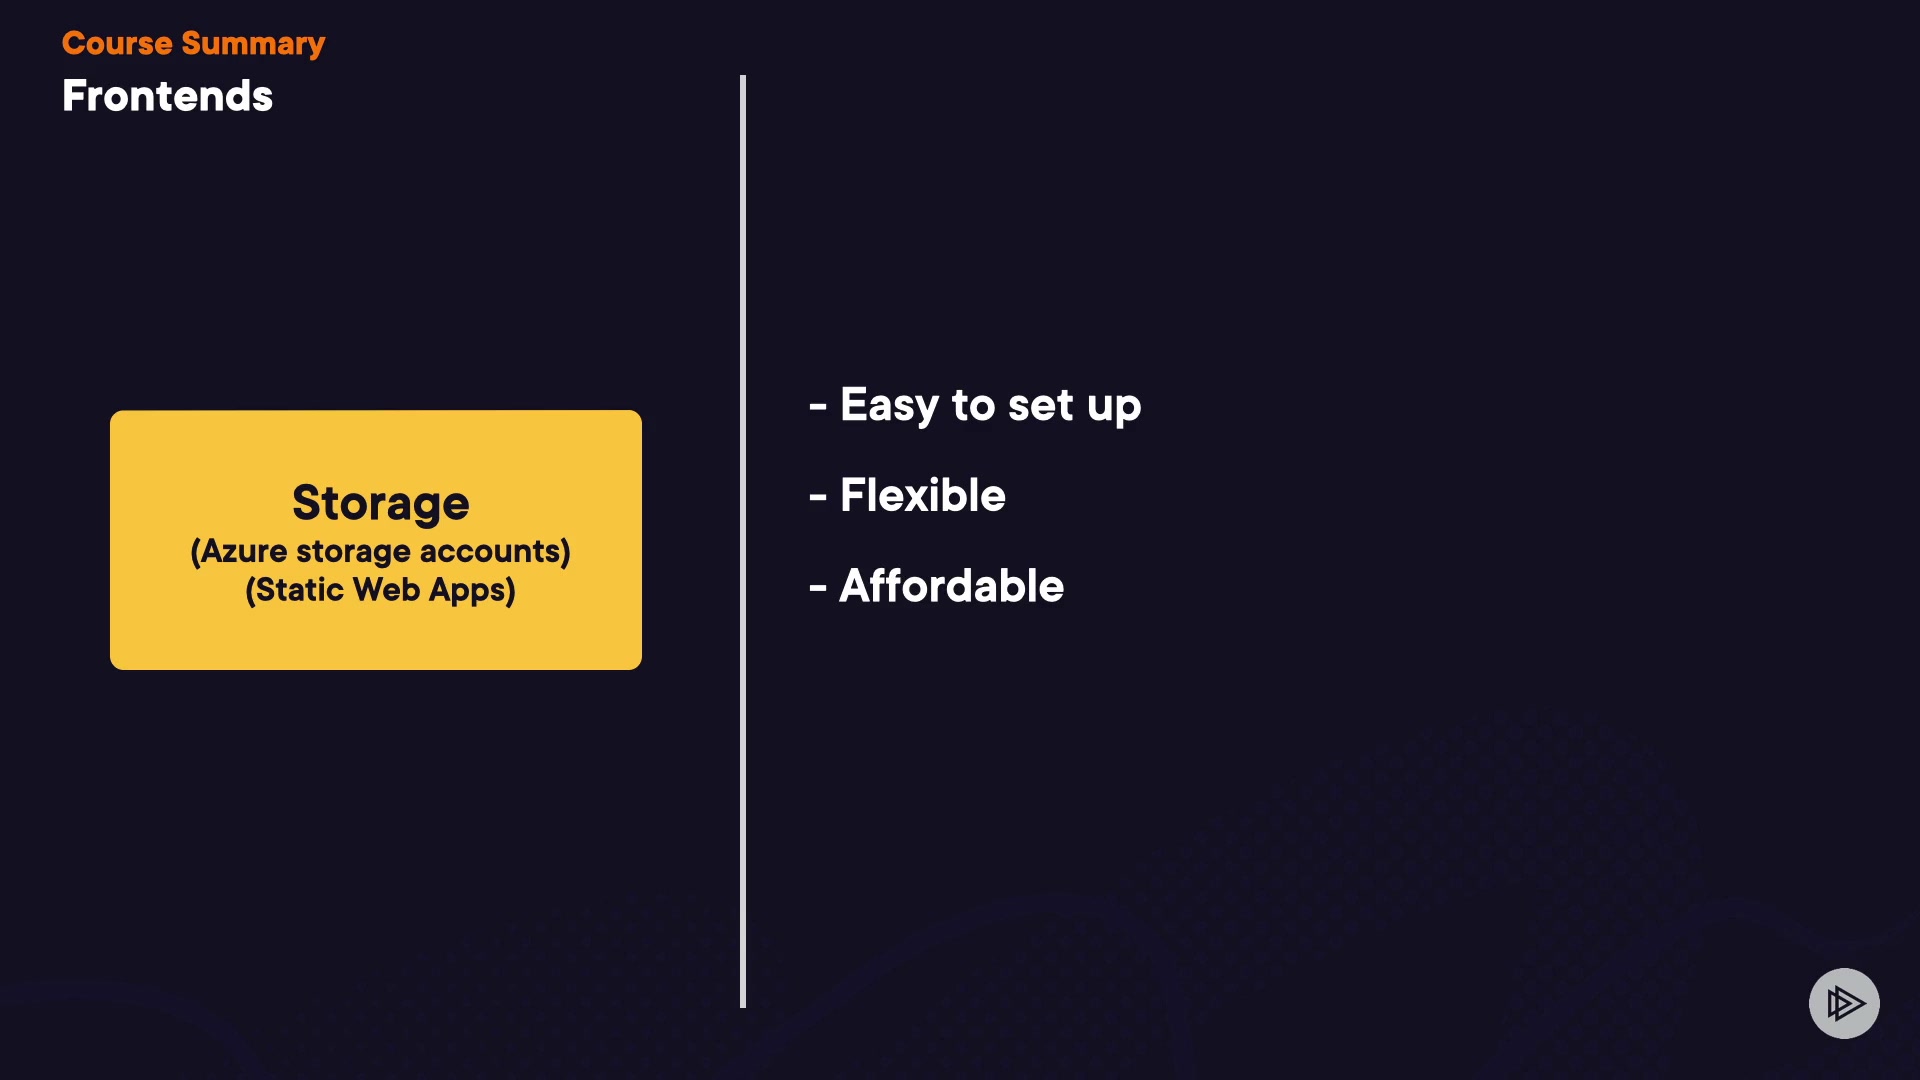 Course Summary
Frontends
Storage
(Azure storage accounts)
(Static Web Apps)
- Easy to set up
- Flexible
- Affordable